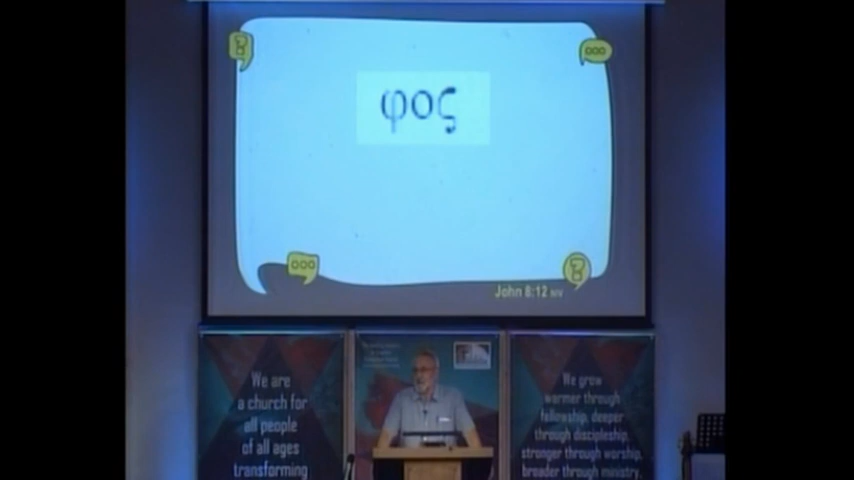 φος
John 8:12 NIV
We are
a church for
all people
of all ages
transforming
We grow
warmer through
fellowship, deeper
through discipleship,
stronger through worship,
broader through ministry,